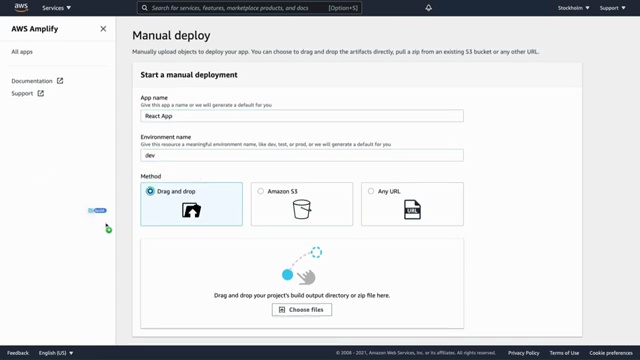 aws
Services ▼
Search for services, features, marketplace products, and docs
[Option+S]
Stockholm ▼
Support ▼
AWS Amplify
All apps
Documentation
Support
Manual deploy
Manually upload objects to deploy your app. You can choose to drag and drop the artifacts directly, pull a zip from an existing S3 bucket or any other URL.
Start a manual deployment
App name
Give this app a name or we will generate a default for you
React App
Environment name
Give this resource a meaningful environment name, like dev, test, or prod, or we will generate a default for you
dev
Method
Drag and drop
Amazon S3
Any URL
URL
build
Drag and drop your project's build output directory or zip file here.
Choose files
Feedback
English (US) ▼
© 2008 - 2021, Amazon Web Services, Inc. or its affiliates. All rights reserved.
Privacy Policy
Terms of Use
Cookie preferences